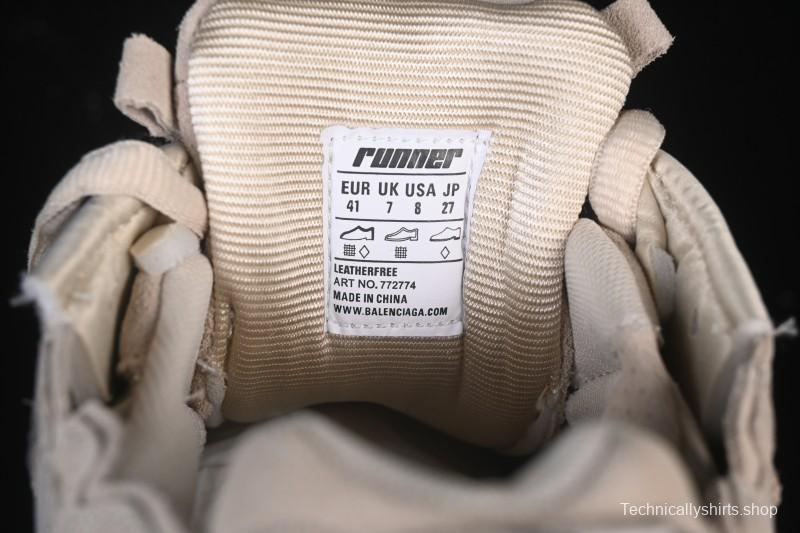 runner
EUR UK USA JP
41 7 8 27
LEATHERFREE
ART NO. 772774
MADE IN CHINA
WWW.BALENCIAGA.COM
Technicallyshirts.shop